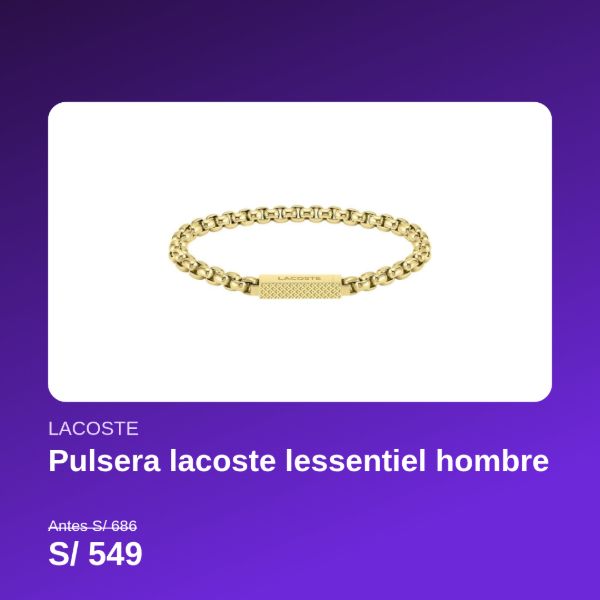 LACOSTE
LACOSTE
Pulsera lacoste lessentiel hombre
Antes S/ 686
S/ 549